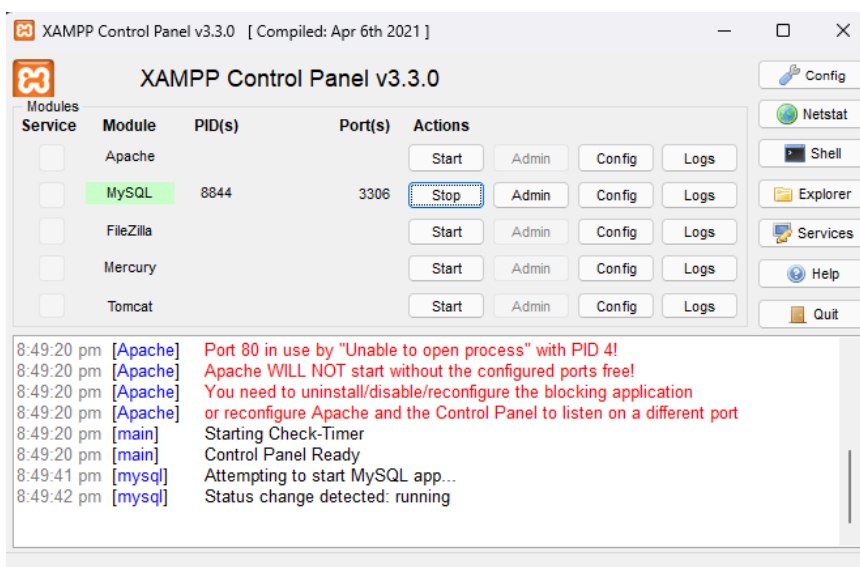 XAMPP Control Panel v3.3.0 [ Compiled: Apr 6th 2021 ]
XAMPP Control Panel v3.3.0
Config
Modules
Service Module PID(s) Port(s) Actions
Netstat
Apache Start Admin Config Logs
Shell
MySQL 8844 3306 Stop Admin Config Logs
Explorer
FileZilla Start Admin Config Logs
Services
Mercury Start Admin Config Logs
Help
Tomcat Start Admin Config Logs
Quit
8:49:20 pm [Apache] Port 80 in use by "Unable to open process" with PID 4!
8:49:20 pm [Apache] Apache WILL NOT start without the configured ports free!
8:49:20 pm [Apache] You need to uninstall/disable/reconfigure the blocking application
8:49:20 pm [Apache] or reconfigure Apache and the Control Panel to listen on a different port
8:49:20 pm [main] Starting Check-Timer
8:49:20 pm [main] Control Panel Ready
8:49:41 pm [mysql] Attempting to start MySQL app...
8:49:42 pm [mysql] Status change detected: running